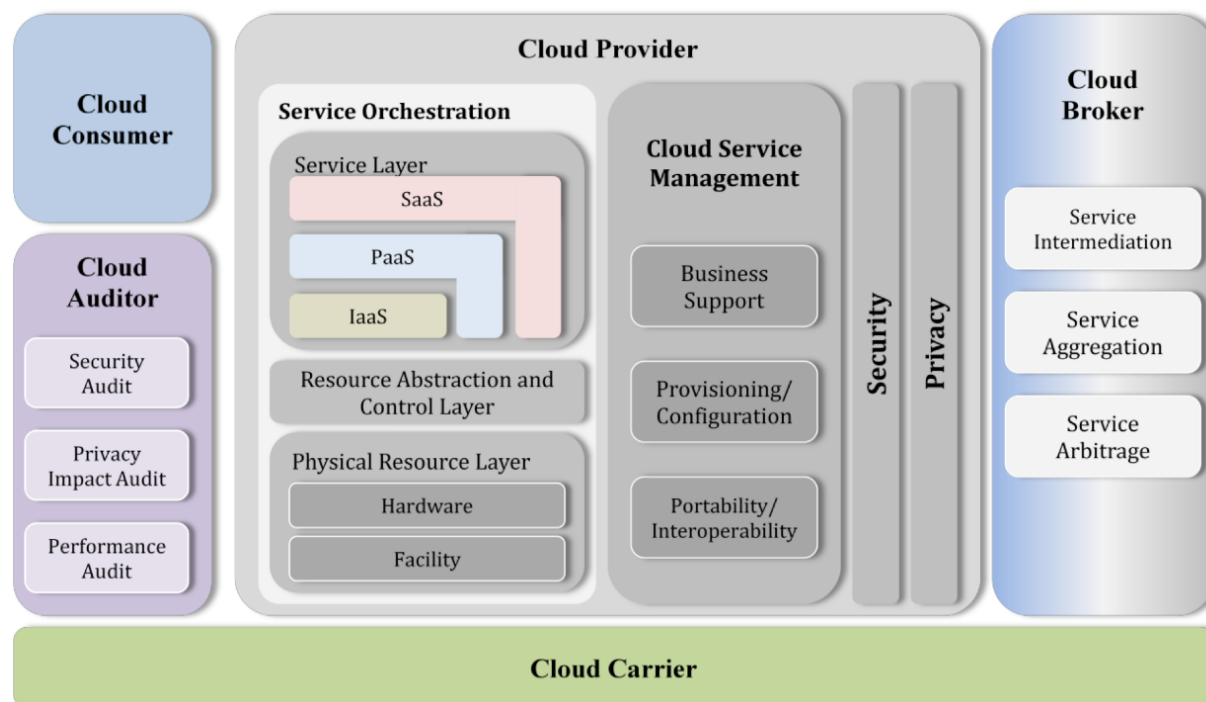 Cloud
Consumer
Cloud
Auditor
Security
Audit
Privacy
Impact Audit
Performance
Audit
Cloud Provider
Service Orchestration
Service Layer
SaaS
PaaS
IaaS
Resource Abstraction and
Control Layer
Physical Resource Layer
Hardware
Facility
Cloud Service
Management
Business
Support
Provisioning/
Configuration
Portability/
Interoperability
Security
Privacy
Cloud
Broker
Service
Intermediation
Service
Aggregation
Service
Arbitrage
Cloud Carrier